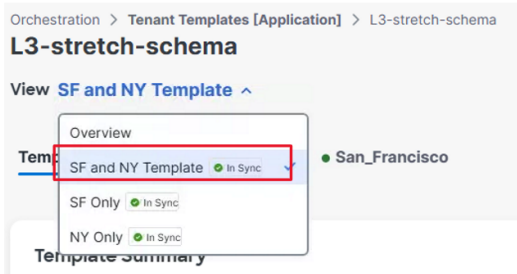 Orchestration > Tenant Templates [Application] > L3-stretch-schema
L3-stretch-schema
View SF and NY Template
Overview
SF and NY Template In Sync
San_Francisco
SF Only In Sync
NY Only In Sync
Template Summary